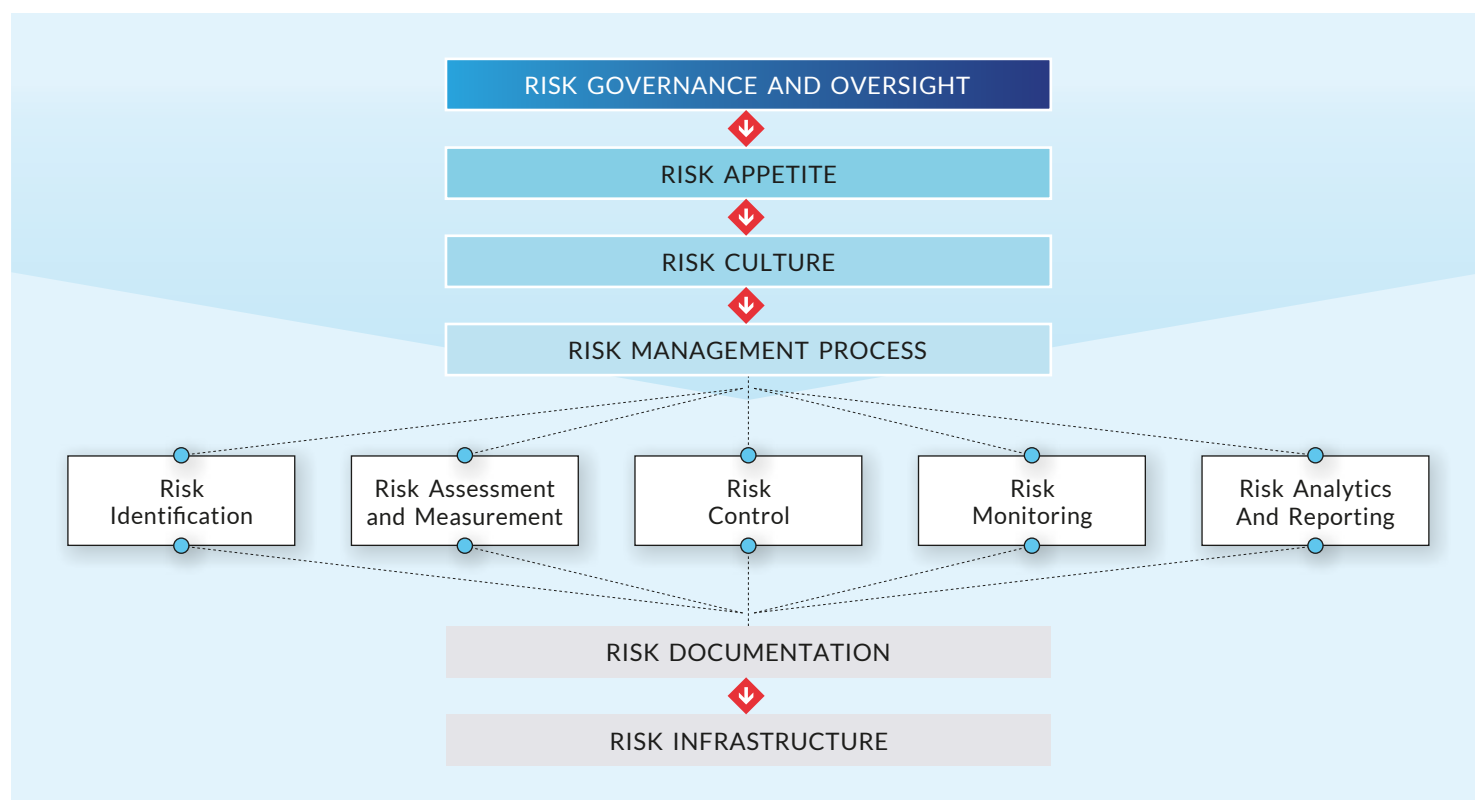 RISK GOVERNANCE AND OVERSIGHT
RISK APPETITE
RISK CULTURE
RISK MANAGEMENT PROCESS
Risk
Identification
Risk Assessment
and Measurement
Risk
Control
Risk
Monitoring
Risk Analytics
And Reporting
RISK DOCUMENTATION
RISK INFRASTRUCTURE